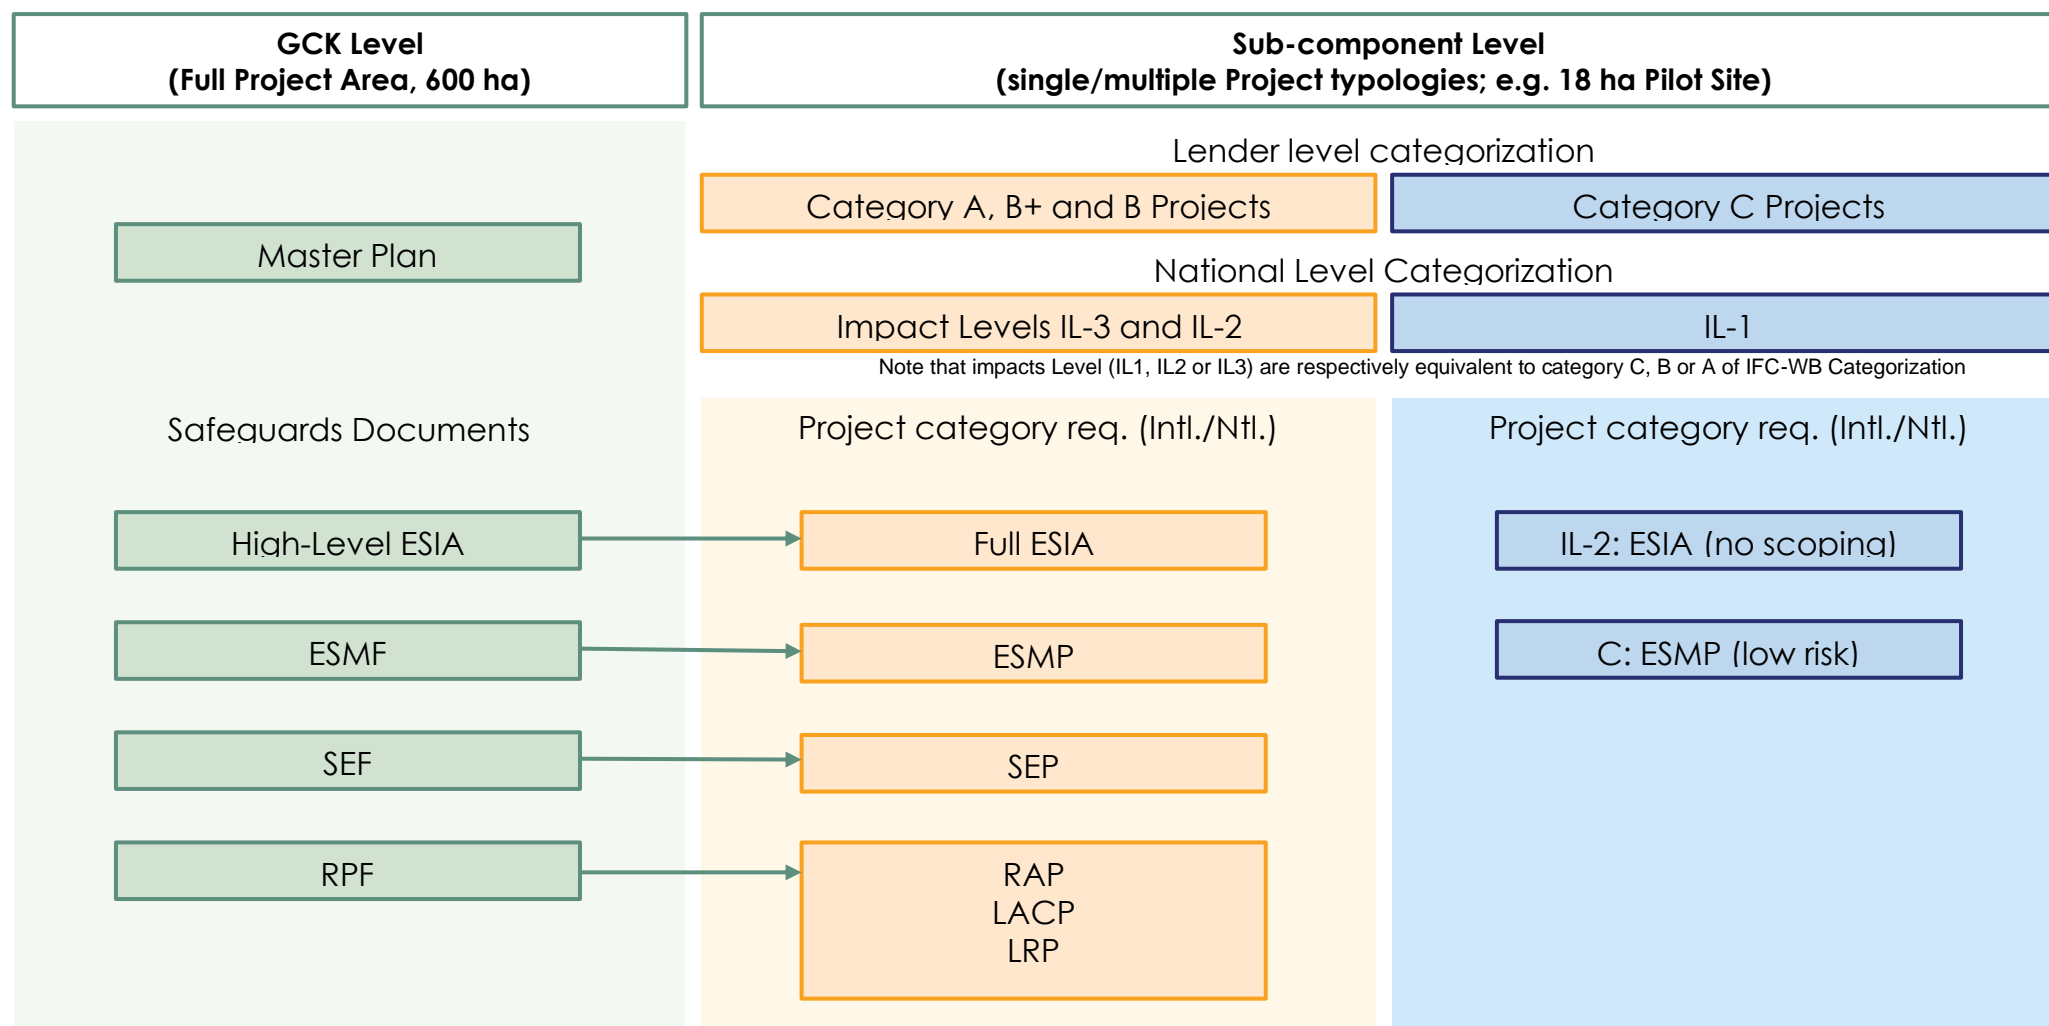 GCK Level
(Full Project Area, 600 ha)
Sub-component Level
(single/multiple Project typologies; e.g. 18 ha Pilot Site)
Lender level categorization
Category A, B+ and B Projects
Category C Projects
Master Plan
National Level Categorization
Impact Levels IL-3 and IL-2
IL-1
Note that impacts Level (IL1, IL2 or IL3) are respectively equivalent to category C, B or A of IFC-WB Categorization
Safeguards Documents
Project category req. (Intl./Ntl.)
Project category req. (Intl./Ntl.)
High-Level ESIA
Full ESIA
IL-2: ESIA (no scoping)
ESMF
ESMP
C: ESMP (low risk)
SEF
SEP
RPF
RAP
LACP
LRP